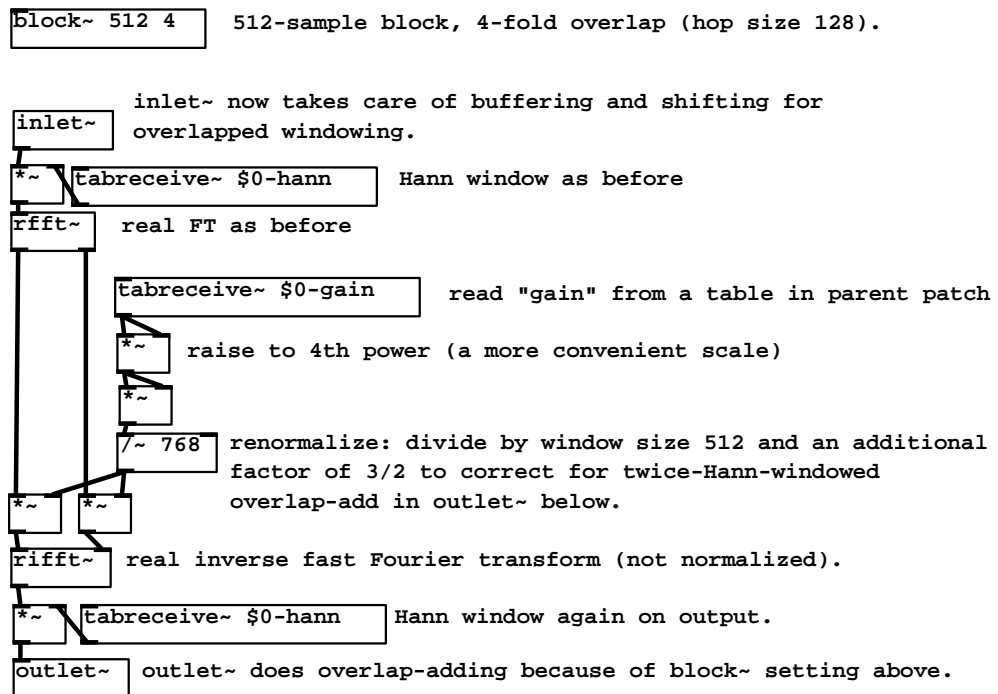 block~ 512 4 512-sample block, 4-fold overlap (hop size 128).
inlet~ now takes care of buffering and shifting for
inlet~ overlapped windowing.
*~ tabreceive~ $0-hann Hann window as before
rfft~ real FT as before
tabreceive~ $0-gain read "gain" from a table in parent patch
*~ raise to 4th power (a more convenient scale)
*~
/~ 768 renormalize: divide by window size 512 and an additional
factor of 3/2 to correct for twice-Hann-windowed
*~ *~ overlap-add in outlet~ below.
rifft~ real inverse fast Fourier transform (not normalized).
*~ tabreceive~ $0-hann Hann window again on output.
outlet~ outlet~ does overlap-adding because of block~ setting above.